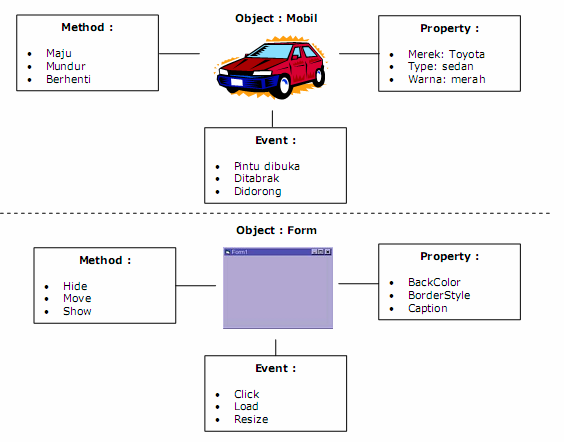 Object : Mobil
Method :
• Maju
• Mundur
• Berhenti
Property :
• Merek: Toyota
• Type: sedan
• Warna: merah
Event :
• Pintu dibuka
• Ditabrak
• Didorong
Object : Form
Method :
• Hide
• Move
• Show
Form1
Property :
• BackColor
• BorderStyle
• Caption
Event :
• Click
• Load
• Resize